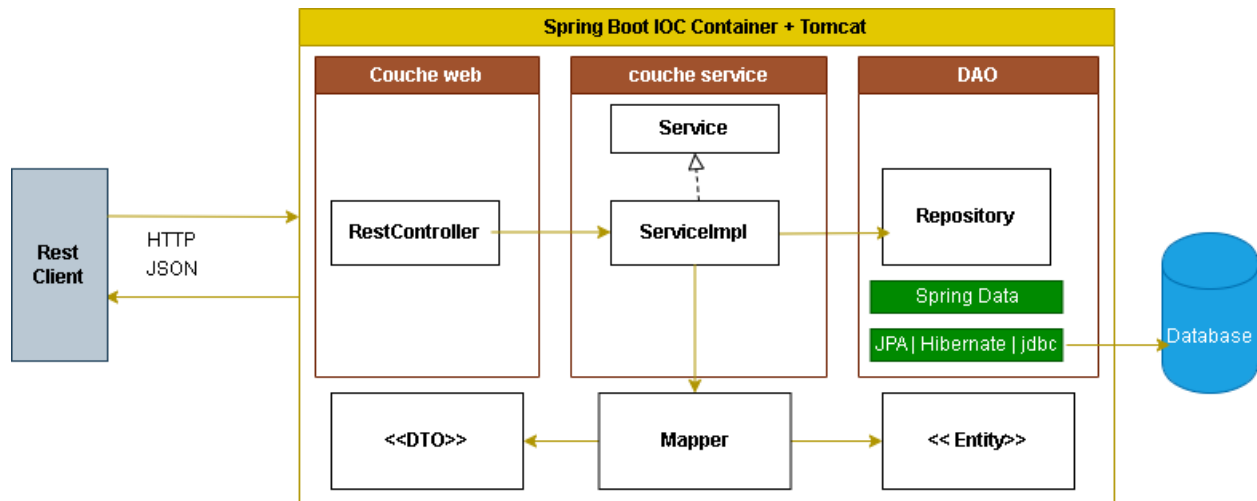 Spring Boot IOC Container + Tomcat
Couche web
couche service
DAO
Service
Repository
RestController
ServiceImpl
Rest
Client
HTTP
JSON
Spring Data
JPA | Hibernate | jdbc
Database
<<DTO>>
Mapper
<< Entity>>